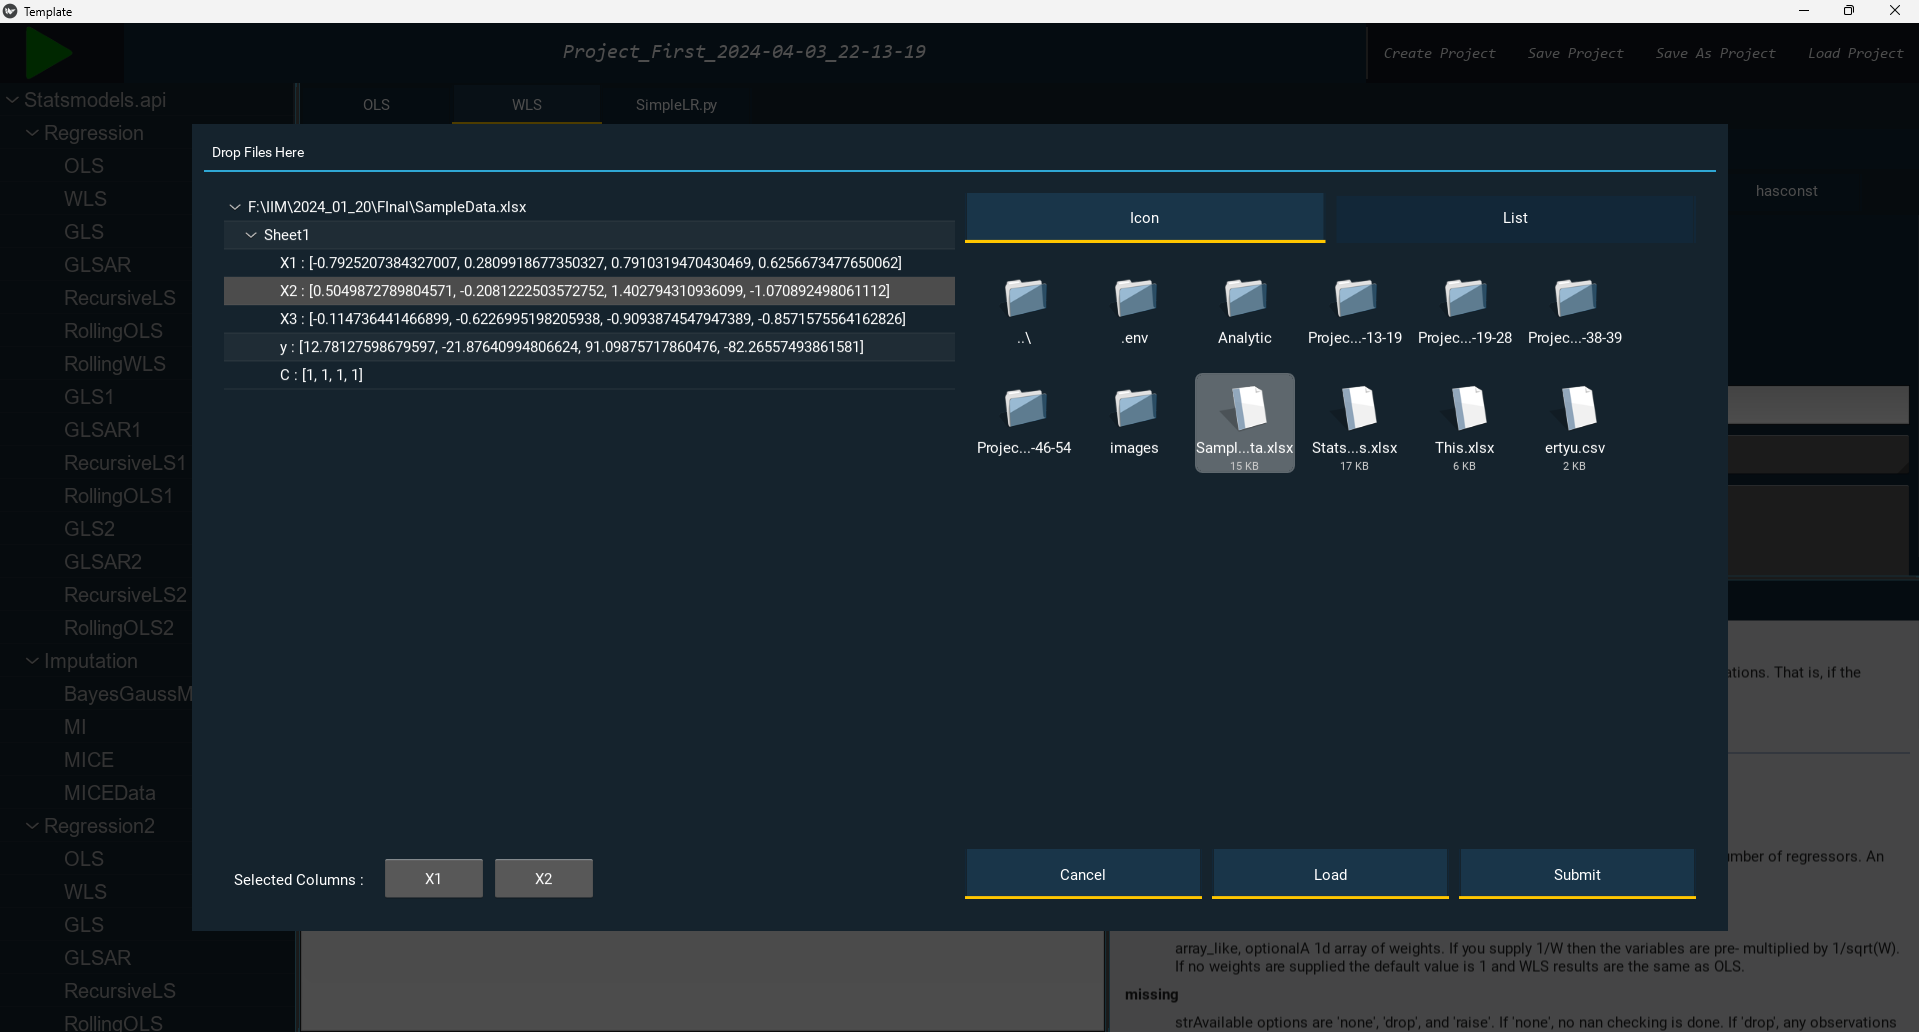 Template
Project_First_2024-04-03_22-13-19
Create Project
Save Project
Save As Project
Load Project
Statsmodels.api
Regression
OLS
WLS
GLS
GLSAR
RecursiveLS
RollingOLS
RollingWLS
GLS1
GLSAR1
RecursiveLS1
RollingOLS1
GLS2
GLSAR2
RecursiveLS2
RollingOLS2
Imputation
BayesGaussM
MI
MICE
MICEData
Regression2
OLS
WLS
GLS
GLSAR
RecursiveLS
RollingOLS
OLS
WLS
SimpleLR.py
hasconst
Drop Files Here
F:\IIM\2024_01_20\FInal\SampleData.xlsx
Sheet1
X1 : [-0.7925207384327007, 0.2809918677350327, 0.7910319470430469, 0.6256673477650062]
X2 : [0.5049872789804571, -0.2081222503572752, 1.402794310936099, -1.070892498061112]
X3 : [-0.114736441466899, -0.6226995198205938, -0.9093874547947389, -0.8571575564162826]
y : [12.78127598679597, -21.87640994806624, 91.09875717860476, -82.26557493861581]
C : [1, 1, 1, 1]
Icon
List
..\
.env
Analytic
Projec...-13-19
Projec...-19-28
Projec...-38-39
Projec...-46-54
images
Sampl...ta.xlsx
15 KB
Stats...s.xlsx
17 KB
This.xlsx
6 KB
ertyu.csv
2 KB
Selected Columns :
X1
X2
Cancel
Load
Submit
ations. That is, if the
umber of regressors. An
array_like, optionalA 1d array of weights. If you supply 1/W then the variables are pre- multiplied by 1/sqrt(W).
If no weights are supplied the default value is 1 and WLS results are the same as OLS.
missing
strAvailable options are 'none', 'drop', and 'raise'. If 'none', no nan checking is done. If 'drop', any observations